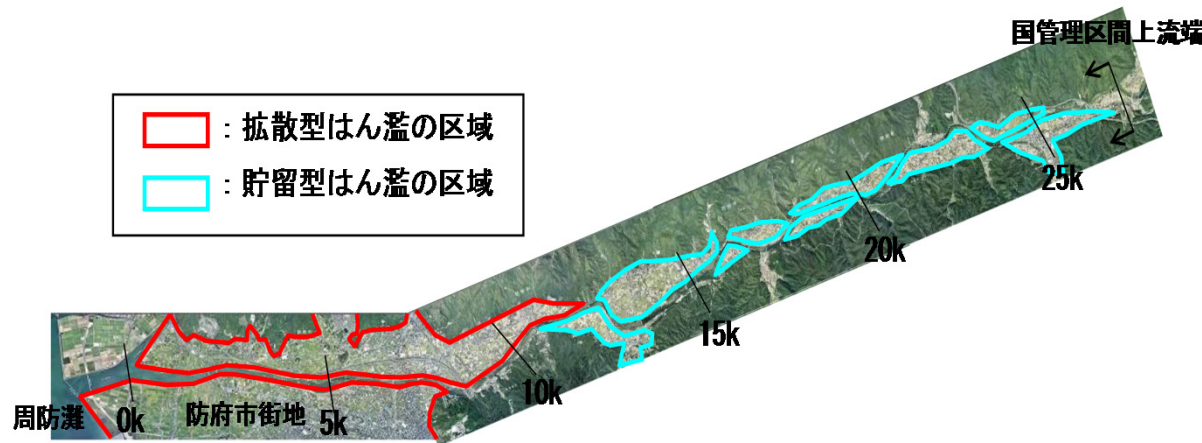 国管理区間上流端
：拡散型はん濫の区域
：貯留型はん濫の区域
25k
20k
15k
10k
周防灘
0k
防府市街地
5k